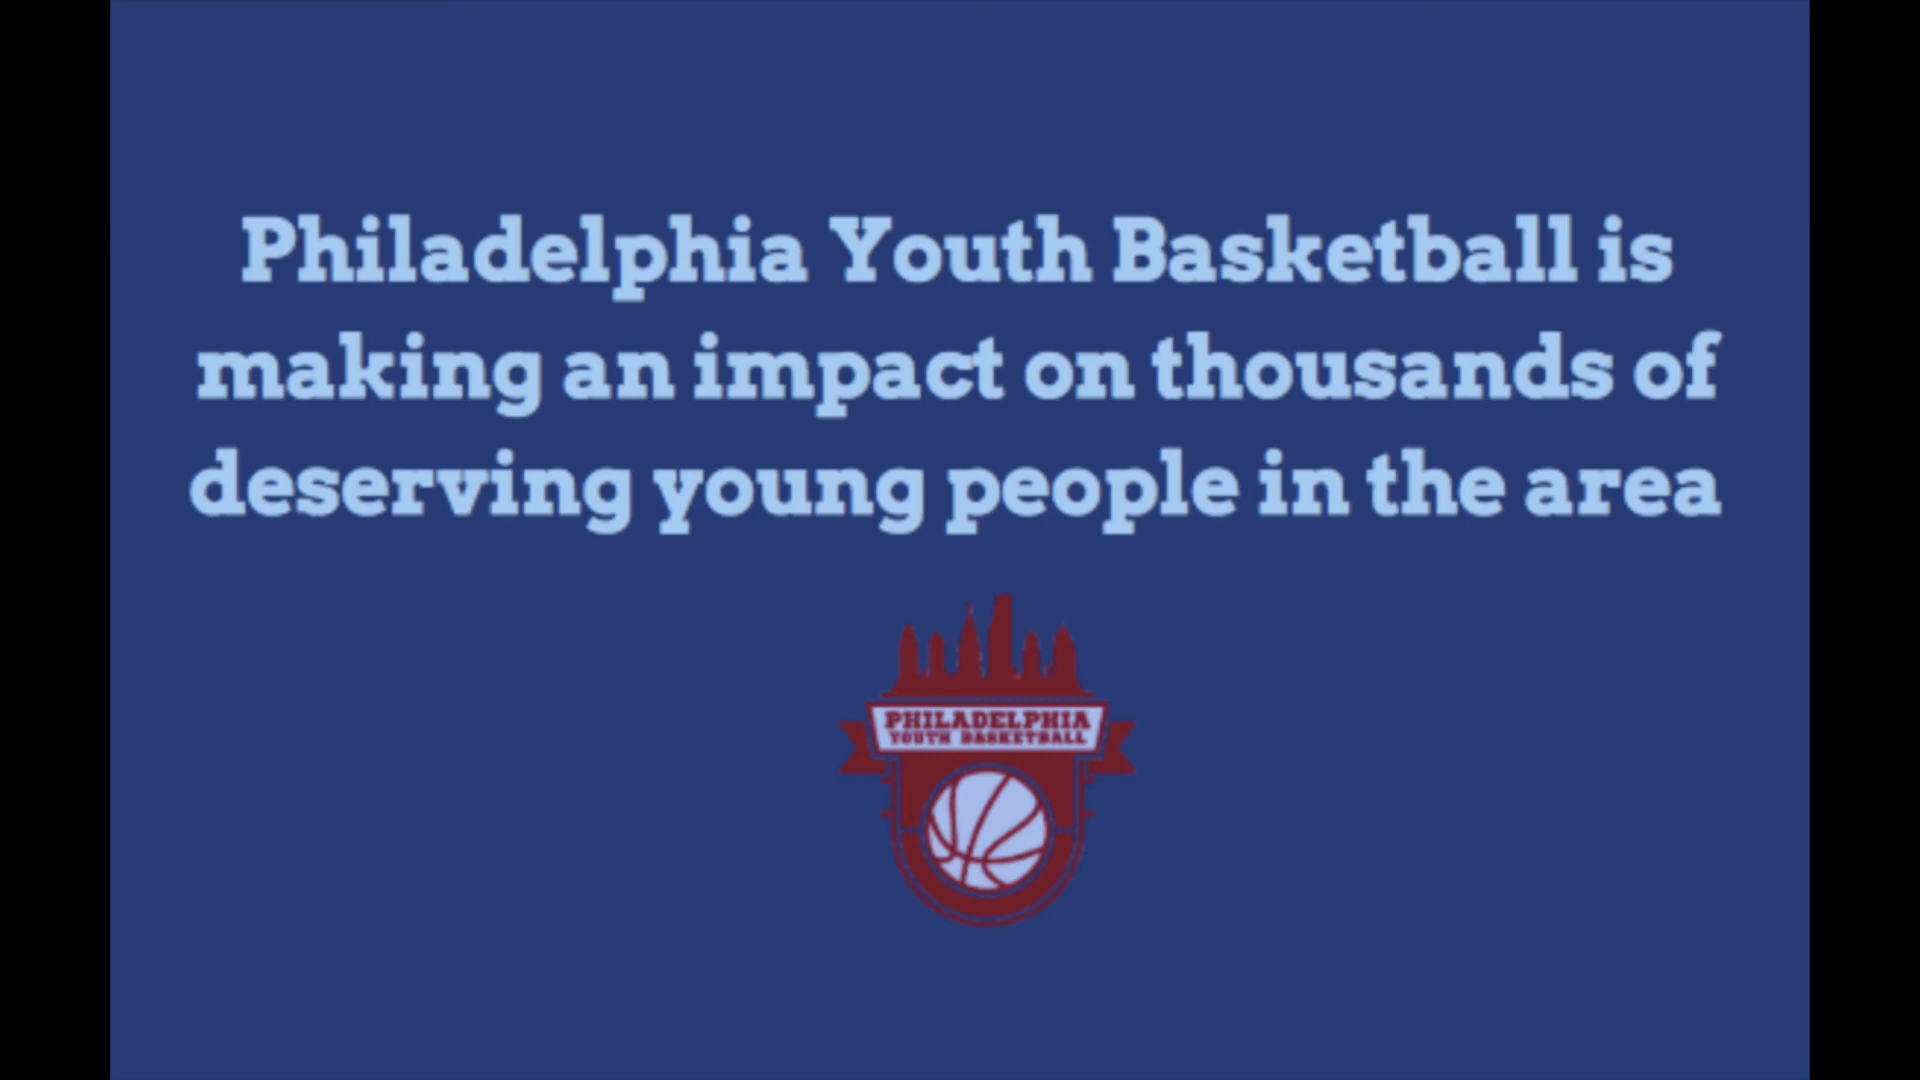 Philadelphia Youth Basketball is
making an impact on thousands of
deserving young people in the area
PHILADELPHIA
YOUTH BASKETBALL